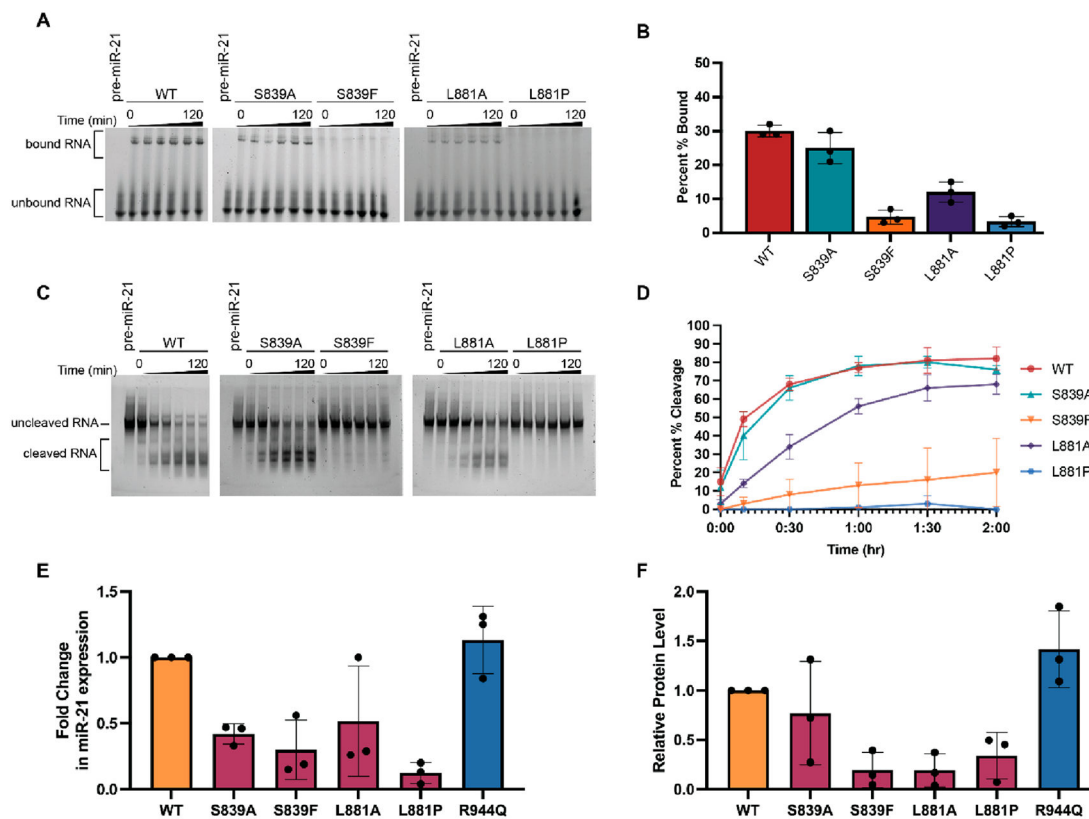 A
pre-miR-21
WT
Time (min)
0
120
bound RNA
unbound RNA
pre-miR-21
S839A
S839F
0
120
0
120
pre-miR-21
L881A
L881P
0
120
0
120
B
Percent % Bound
50
40
30
20
10
0
WT
S839A
S839F
L881A
L881P
C
pre-miR-21
WT
Time (min)
0
120
uncleaved RNA
cleaved RNA
pre-miR-21
S839A
S839F
0
120
0
120
pre-miR-21
L881A
L881P
0
120
0
120
D
Percent % Cleavage
100
90
80
70
60
50
40
30
20
10
0
0:00
0:30
1:00
1:30
2:00
Time (hr)
WT
S839A
S839F
L881A
L881P
E
Fold Change
in miR-21 expression
1.5
1.0
0.5
0.0
WT
S839A
S839F
L881A
L881P
R944Q
F
Relative Protein Level
2.0
1.5
1.0
0.5
0.0
WT
S839A
S839F
L881A
L881P
R944Q